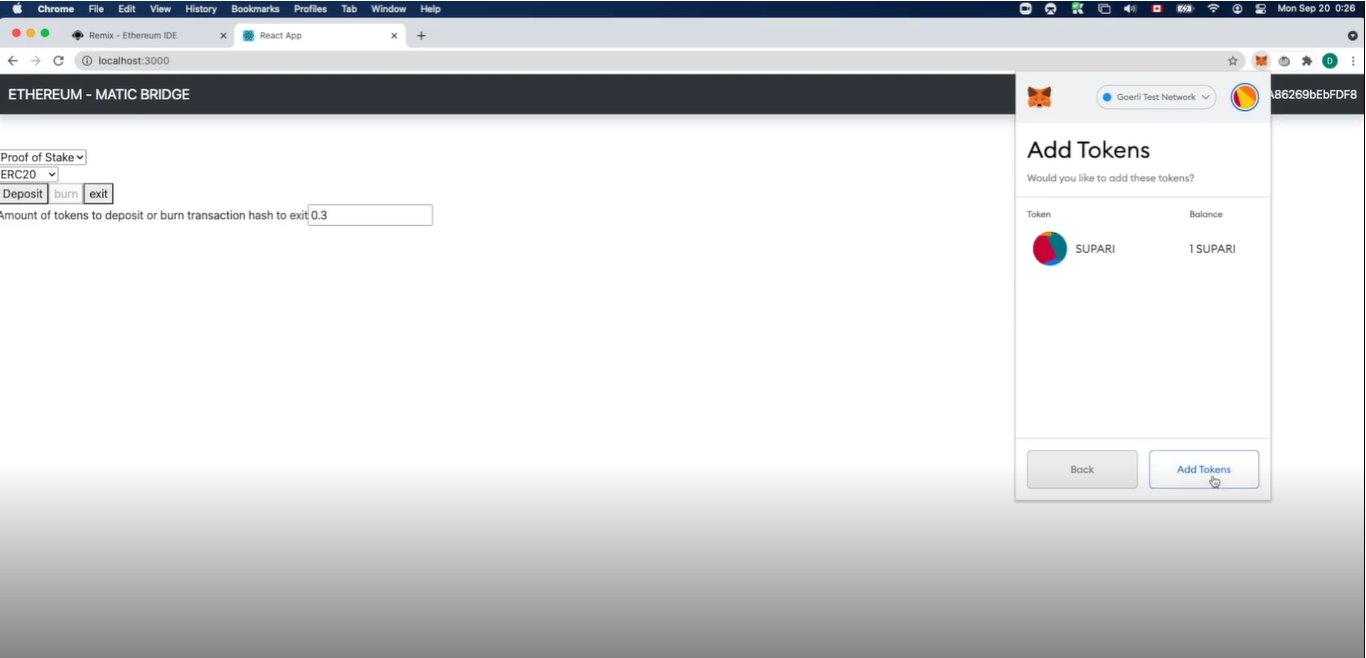 Chrome File Edit View History Bookmarks Profiles Tab Window Help Mon Sep 20 0:26
Remix - Ethereum IDE React App
localhost:3000 D
ETHEREUM - MATIC BRIDGE
Goerli Test Network
A86269bEbFDF8
Add Tokens
Would you like to add these tokens?
Proof of Stake
ERC20
Deposit burn exit
Amount of tokens to deposit or burn transaction hash to exit 0.3
Token Balance
SUPARI 1 SUPARI
Back Add Tokens